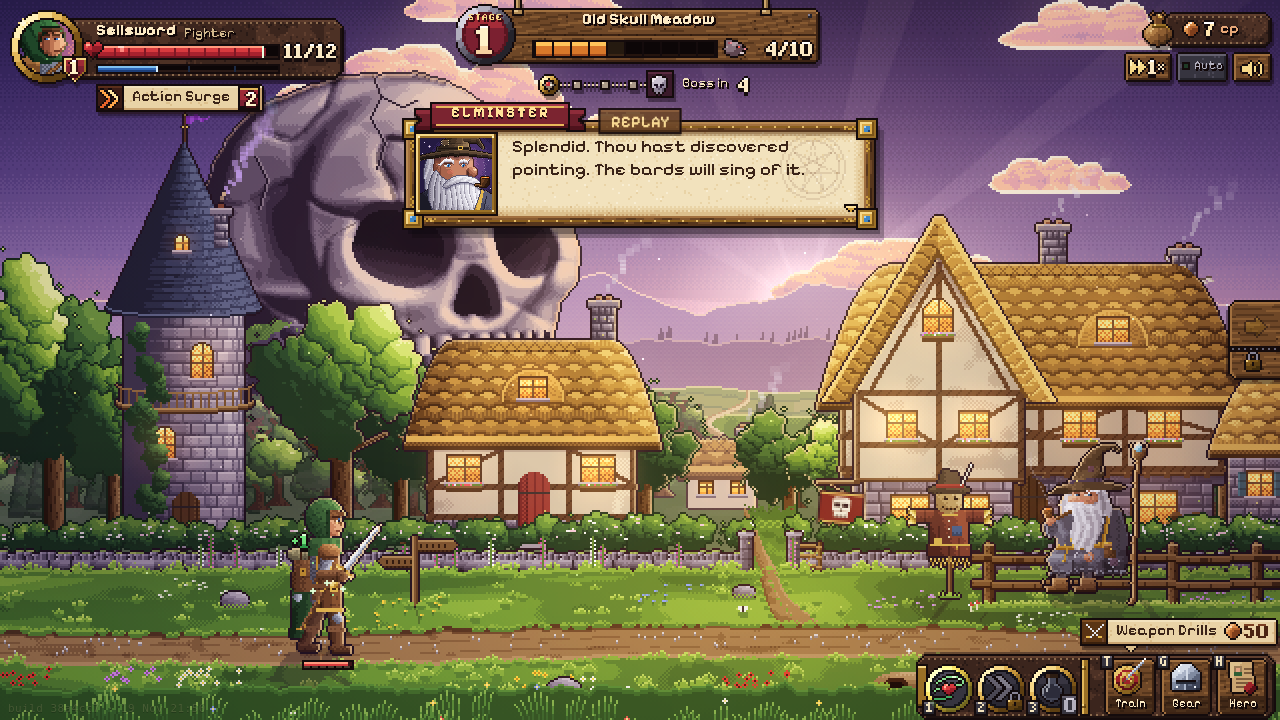 Sellsword Fighter
11/12
1
Action Surge 2
STAGE
1
Old Skull Meadow
4/10
Boss in 4
7 cp
1x
Auto
ELMINSTER
REPLAY
Splendid. Thou hast discovered
pointing. The bards will sing of it.
+1
Weapon Drills 50
1
2
3
0
T
Train
G
Gear
H
Hero